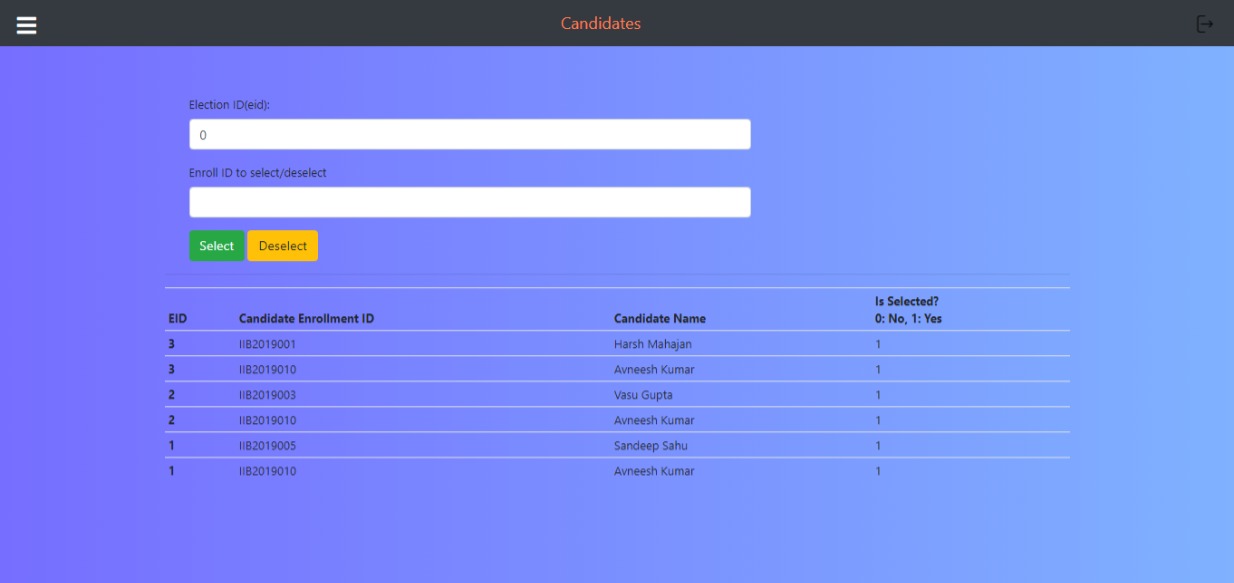 Candidates
Election ID(eid):
0
Enroll ID to select/deselect
Select Deselect
Is Selected?
EID Candidate Enrollment ID Candidate Name 0: No, 1: Yes
3 IIB2019001 Harsh Mahajan 1
3 IIB2019010 Avneesh Kumar 1
2 IIB2019003 Vasu Gupta 1
2 IIB2019010 Avneesh Kumar 1
1 IIB2019005 Sandeep Sahu 1
1 IIB2019010 Avneesh Kumar 1